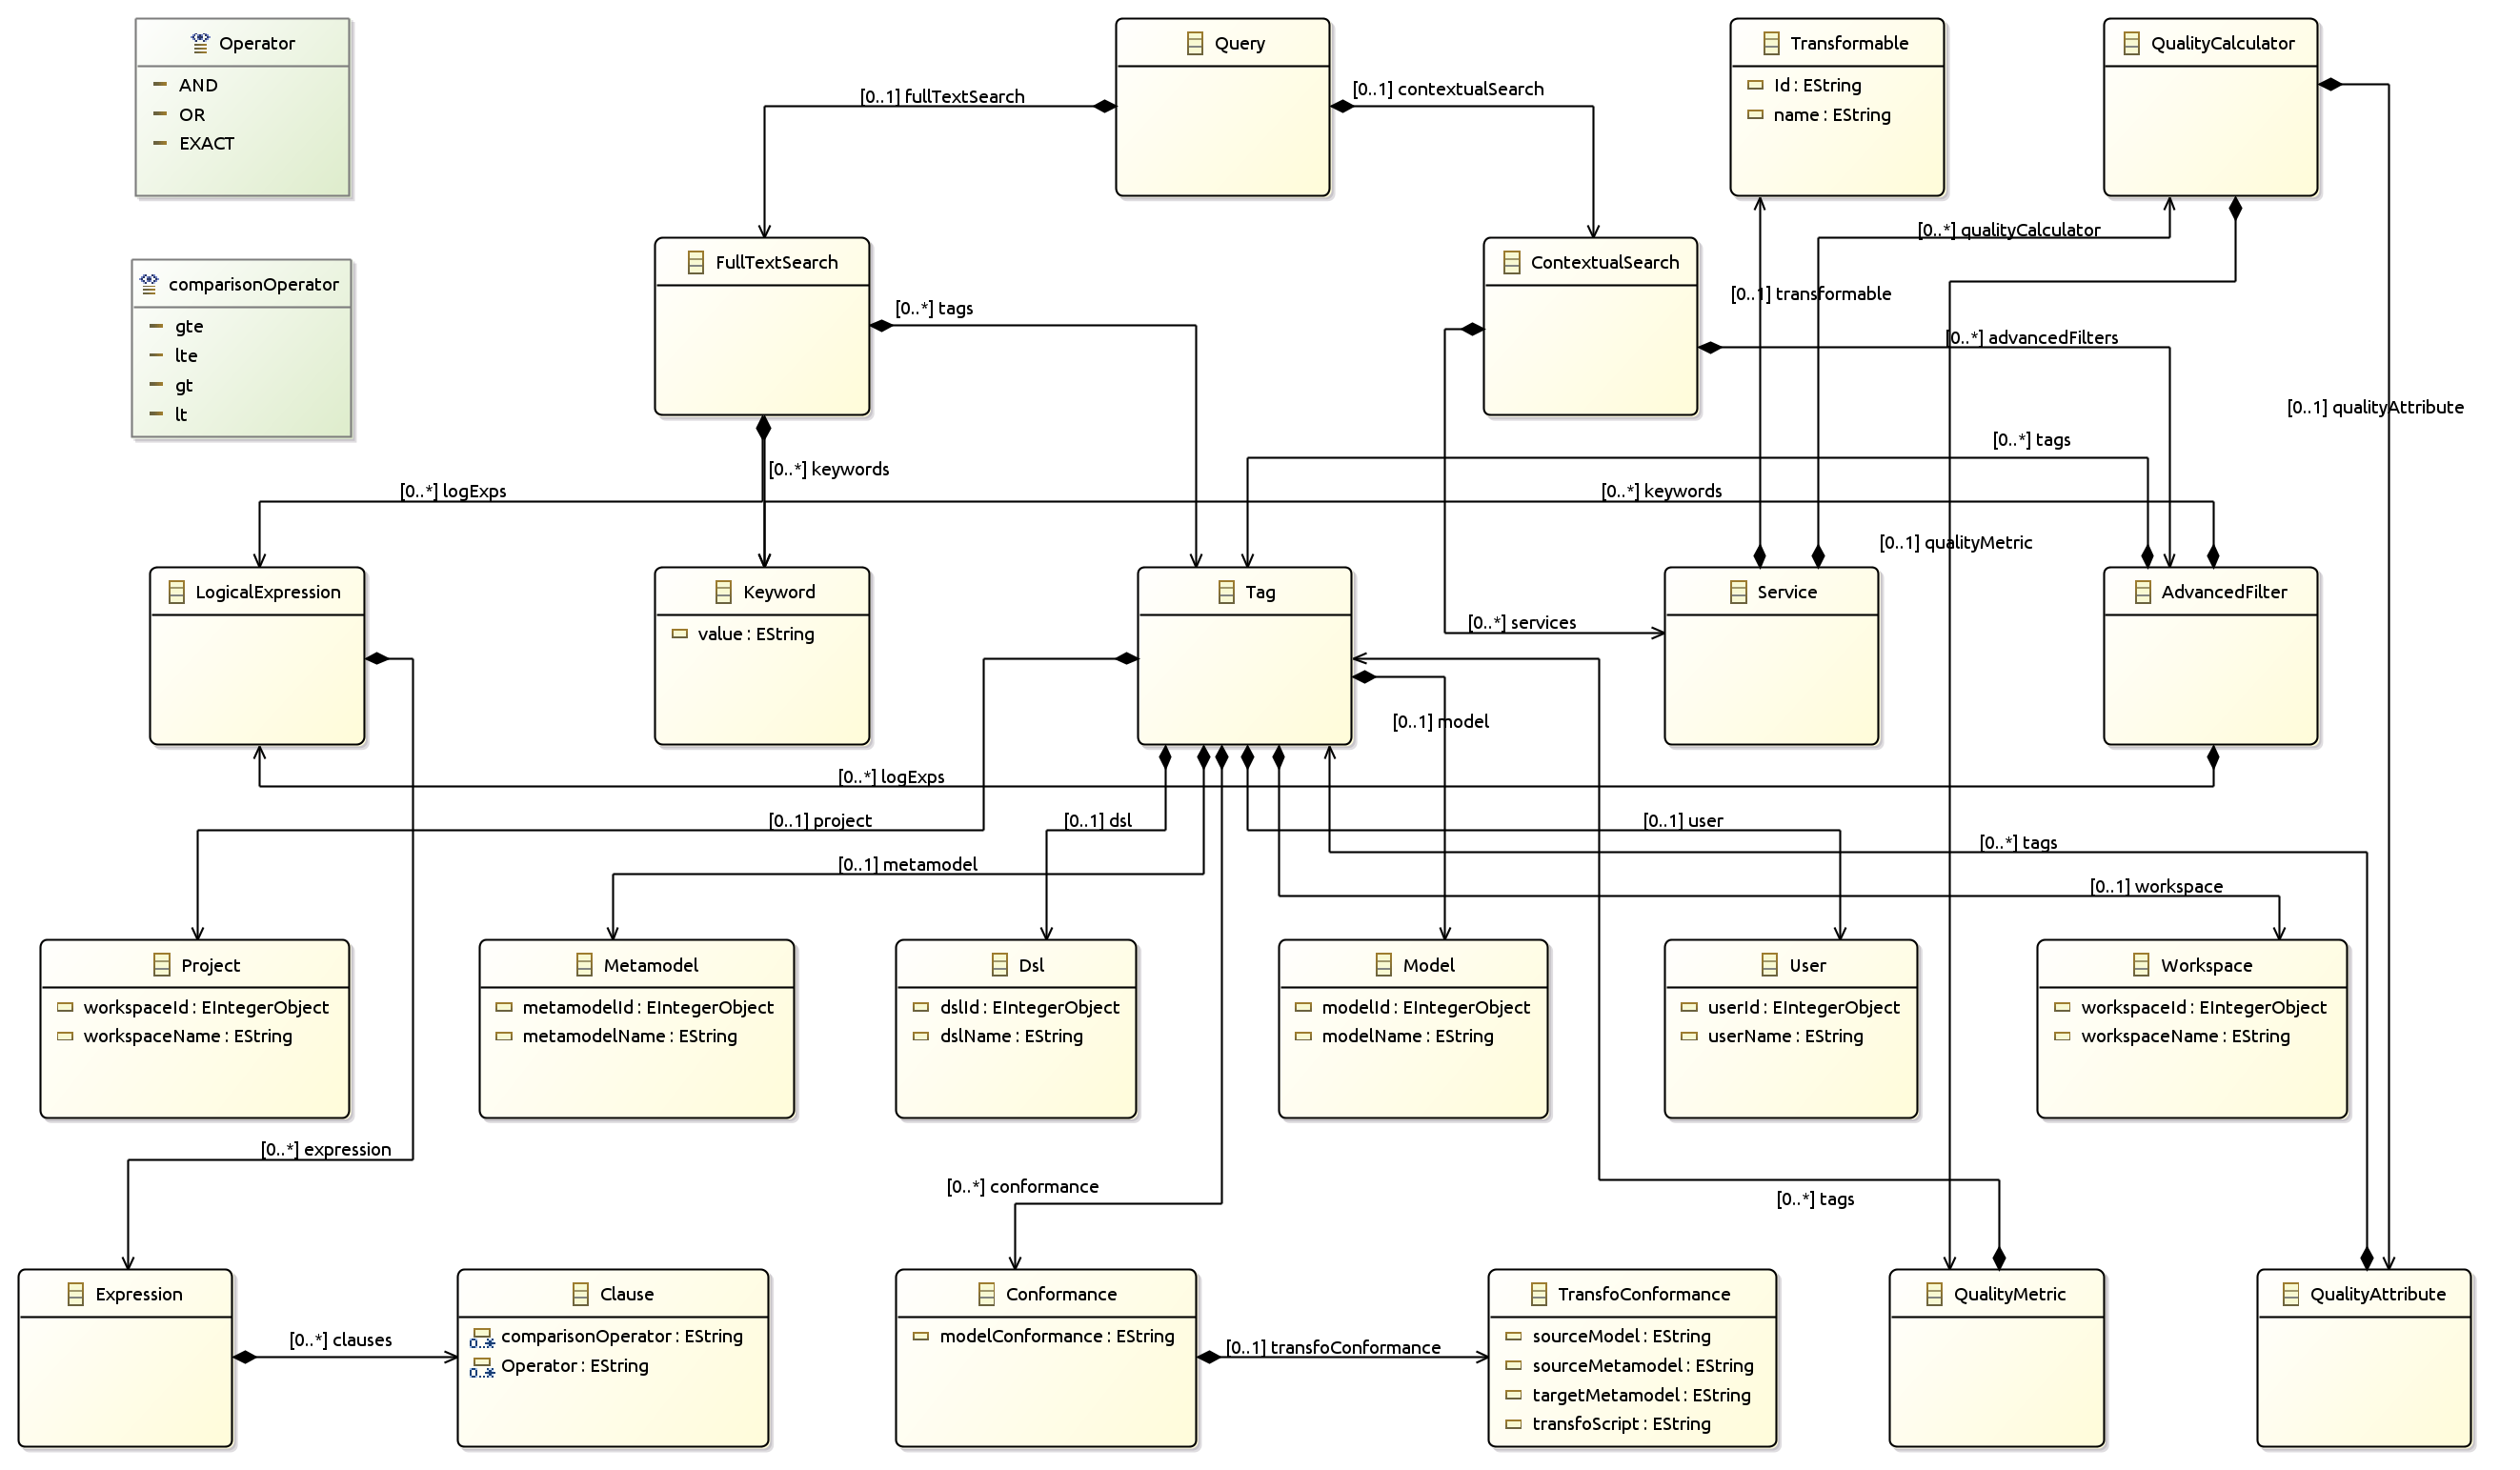 Operator
AND
OR
EXACT
Query
Transformable
Id : EString
name : EString
QualityCalculator
[0..1] fullTextSearch
[0..1] contextualSearch
[0..*] qualityCalculator
comparisonOperator
gte
lte
gt
lt
FullTextSearch
ContextualSearch
[0..*] tags
[0..1] transformable
[0..*] advancedFilters
[0..1] qualityAttribute
[0..*] tags
[0..*] keywords
[0..*] logExps
[0..*] keywords
[0..1] qualityMetric
LogicalExpression
Keyword
value : EString
Tag
Service
AdvancedFilter
[0..*] services
[0..1] model
[0..*] logExps
[0..1] project
[0..1] dsl
[0..1] user
[0..*] tags
[0..1] metamodel
[0..1] workspace
Project
workspaceId : EIntegerObject
workspaceName : EString
Metamodel
metamodelId : EIntegerObject
metamodelName : EString
Dsl
dslId : EIntegerObject
dslName : EString
Model
modelId : EIntegerObject
modelName : EString
User
userId : EIntegerObject
userName : EString
Workspace
workspaceId : EIntegerObject
workspaceName : EString
[0..*] expression
[0..*] conformance
[0..*] tags
Expression
[0..*] clauses
Clause
0..* comparisonOperator : EString
0..* Operator : EString
Conformance
modelConformance : EString
[0..1] transfoConformance
TransfoConformance
sourceModel : EString
sourceMetamodel : EString
targetMetamodel : EString
transfoScript : EString
QualityMetric
QualityAttribute